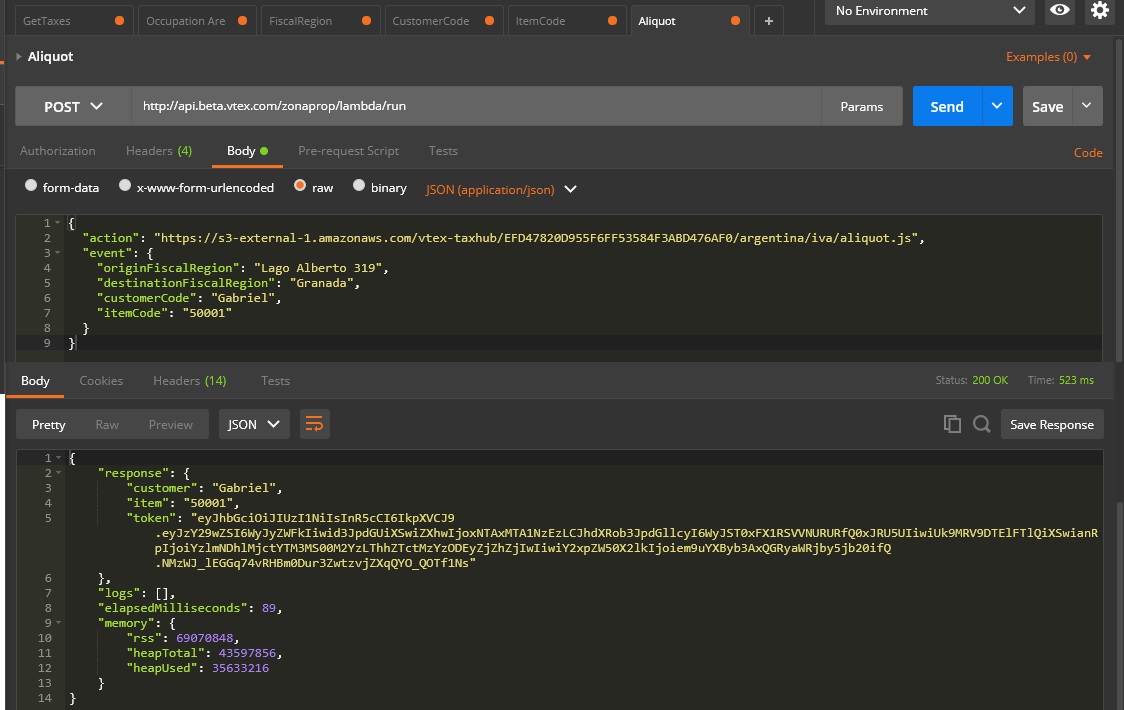 GetTaxes Occupation Are FiscalRegion CustomerCode ItemCode Aliquot + No Environment
Aliquot Examples (0)
POST http://api.beta.vtex.com/zonaprop/lambda/run Params Send Save
Authorization Headers (4) Body Pre-request Script Tests Code
form-data x-www-form-urlencoded raw binary JSON (application/json)
1 {
2 "action": "https://s3-external-1.amazonaws.com/vtex-taxhub/EFD47820D955F6FF53584F3ABD476AF0/argentina/iva/aliquot.js",
3 "event": {
4 "originFiscalRegion": "Lago Alberto 319",
5 "destinationFiscalRegion": "Granada",
6 "customerCode": "Gabriel",
7 "itemCode": "50001"
8 }
9 }
Body Cookies Headers (14) Tests Status: 200 OK Time: 523 ms
Pretty Raw Preview JSON Save Response
1 {
2 "response": {
3 "customer": "Gabriel",
4 "item": "50001",
5 "token": "eyJhbGciOiJIUzI1NiIsInR5cCI6IkpXVCJ9
6 },
7 "logs": [],
8 "elapsedMilliseconds": 89,
9 "memory": {
10 "rss": 69070848,
11 "heapTotal": 43597856,
12 "heapUsed": 35633216
13 }
14 }